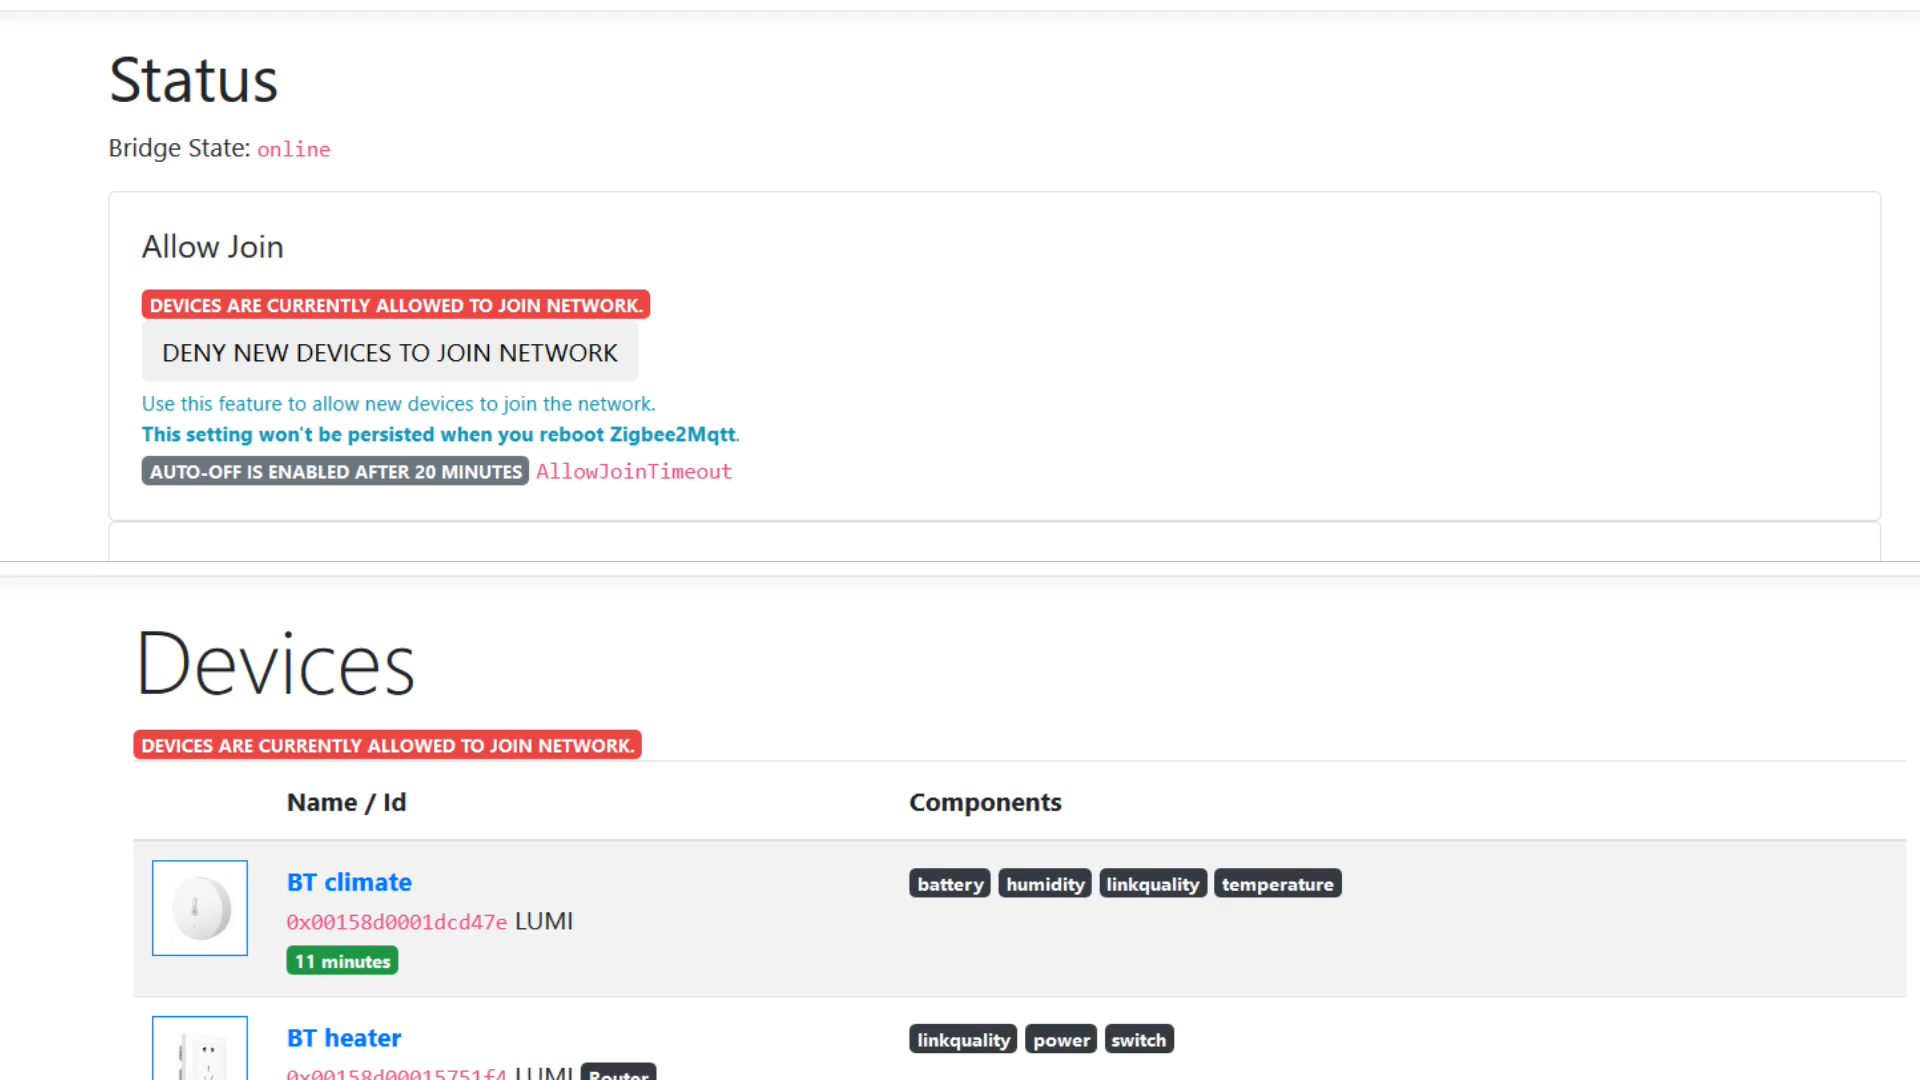 Status
Bridge State: online
Allow Join
DEVICES ARE CURRENTLY ALLOWED TO JOIN NETWORK.
DENY NEW DEVICES TO JOIN NETWORK
Use this feature to allow new devices to join the network.
This setting won't be persisted when you reboot Zigbee2Mqtt.
AUTO-OFF IS ENABLED AFTER 20 MINUTES AllowJoinTimeout
Devices
DEVICES ARE CURRENTLY ALLOWED TO JOIN NETWORK.
Name / Id Components
BT climate battery humidity linkquality temperature
0x00158d0001dcd47e LUMI
11 minutes
BT heater linkquality power switch
0x00158d00015751f4 LUMI Router